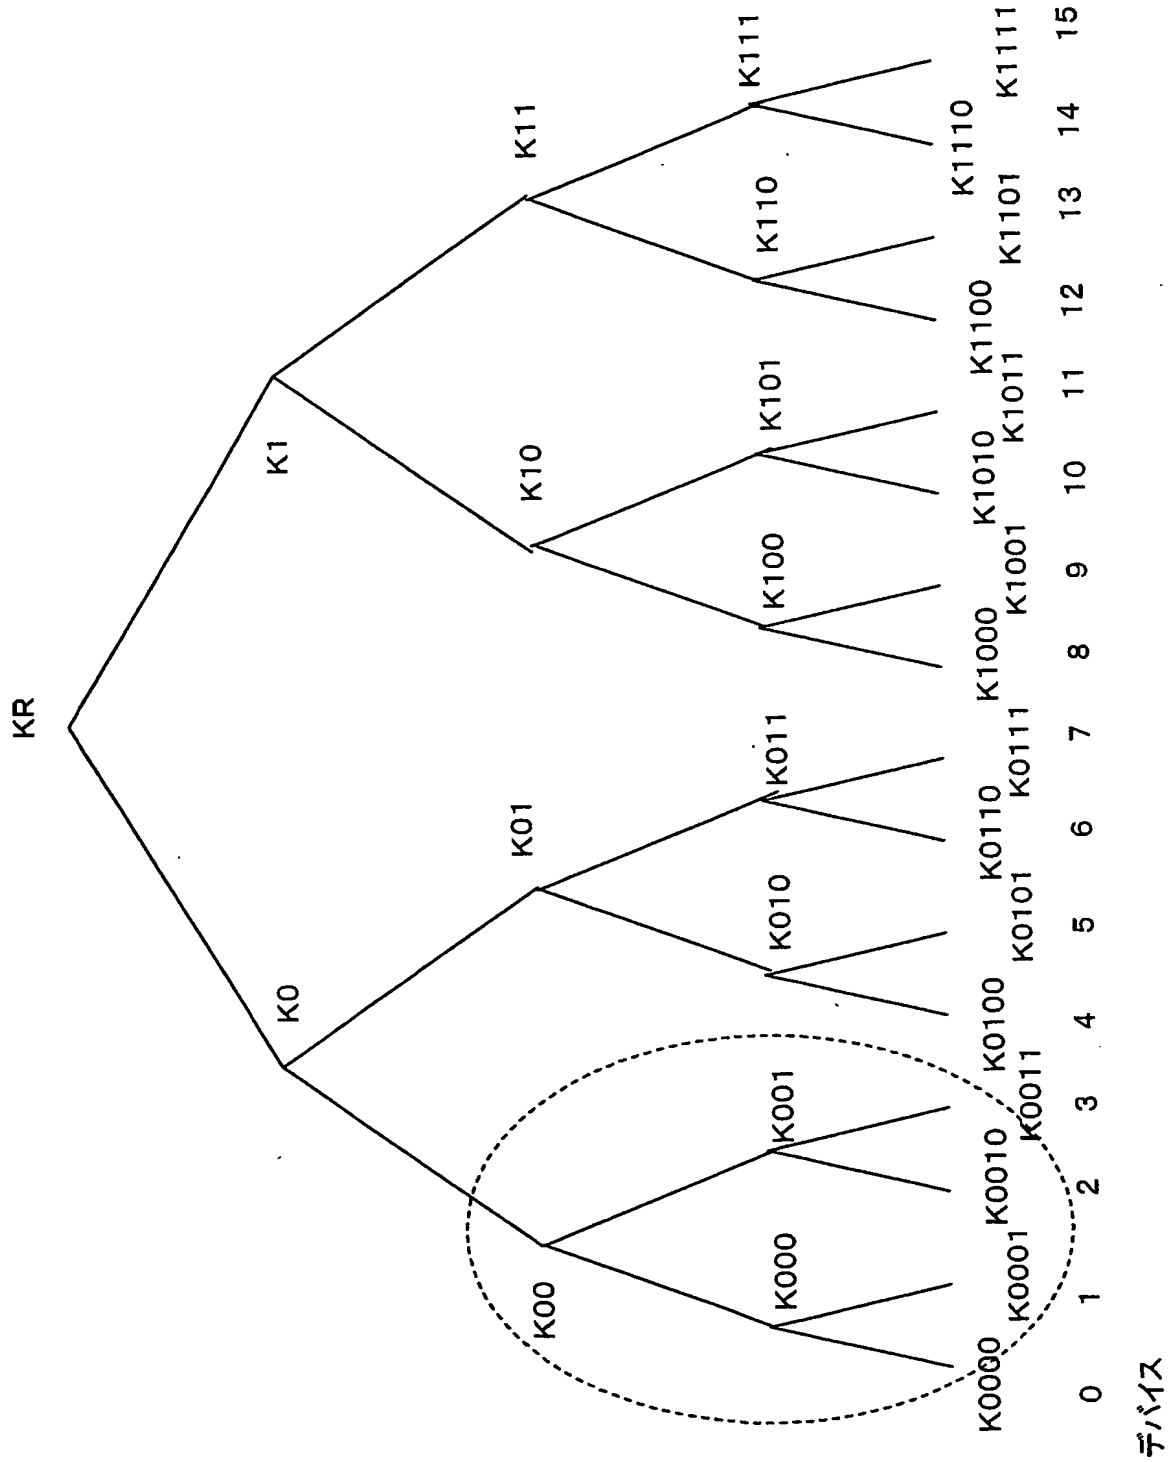 KR
K0
K1
K00
K01
K10
K11
K000
K001
K010
K011
K100
K101
K110
K111
K0000
K0001
K0010
K0011
K0100
K0101
K0110
K0111
K1000
K1001
K1010
K1011
K1100
K1101
K1110
K1111
0 1 2 3 4 5 6 7 8 9 10 11 12 13 14 15
デバイス